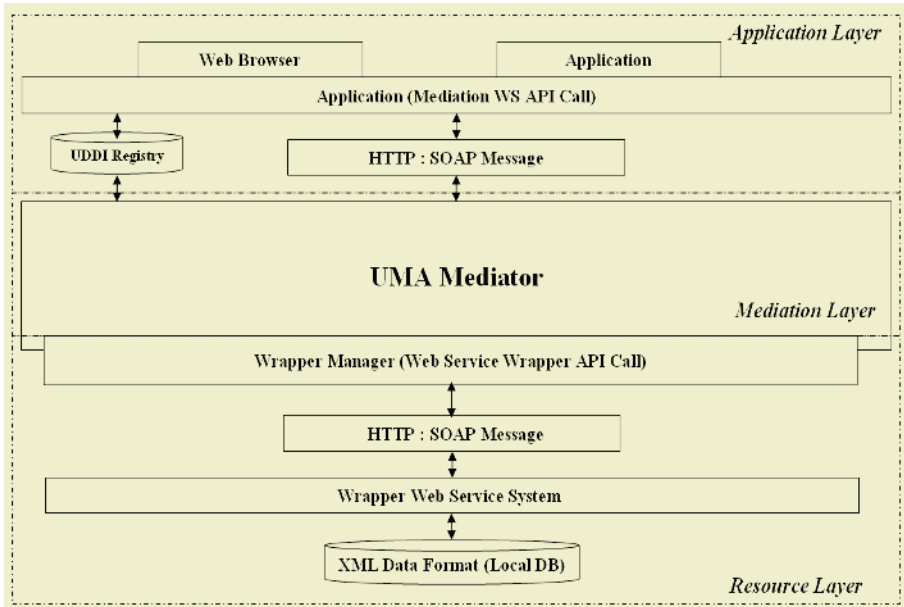 Application Layer
Web Browser
Application
Application (Mediation WS API Call)
UDDI Registry
HTTP : SOAP Message
UMA Mediator
Mediation Layer
Wrapper Manager (Web Service Wrapper API Call)
HTTP : SOAP Message
Wrapper Web Service System
XML Data Format (Local DB)
Resource Layer